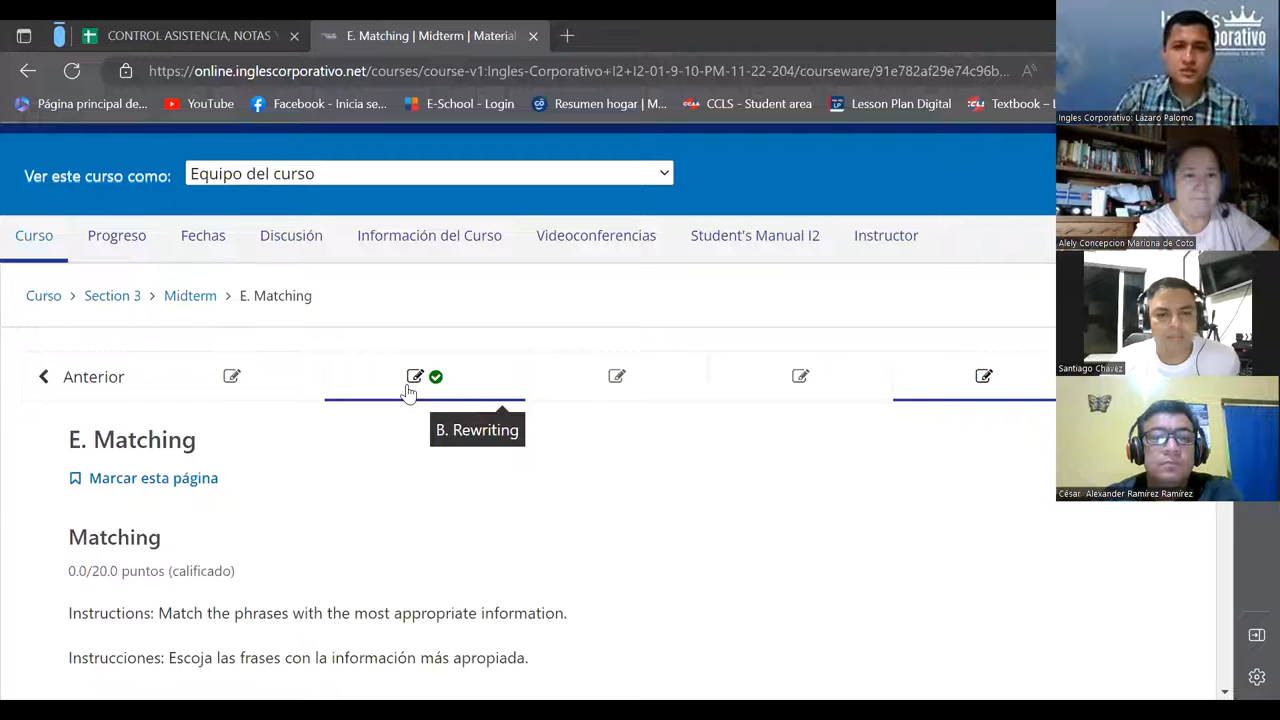 CONTROL ASISTENCIA, NOTAS Y
E. Matching | Midterm | Material
https://online.inglescorporativo.net/courses/course-v1:Ingles-Corporativo+I2+I2-01-9-10-PM-11-22-204/courseware/91e782af29e74c96b...
Página principal de...
YouTube
Facebook - Inicia se...
E-School - Login
Resumen hogar | M...
CCLS - Student area
Lesson Plan Digital
Textbook –
Ver este curso como:
Equipo del curso
Curso
Progreso
Fechas
Discusión
Información del Curso
Videoconferencias
Student's Manual I2
Instructor
Curso > Section 3 > Midterm > E. Matching
Anterior
B. Rewriting
E. Matching
Marcar esta página
Matching
0.0/20.0 puntos (calificado)
Instructions: Match the phrases with the most appropriate information.
Instrucciones: Escoja las frases con la información más apropiada.
Ingles Corporativo: Lázaro Palomo
Alely Concepcion Mariona de Coto
Santiago Chávez
César Alexander Ramírez Ramírez